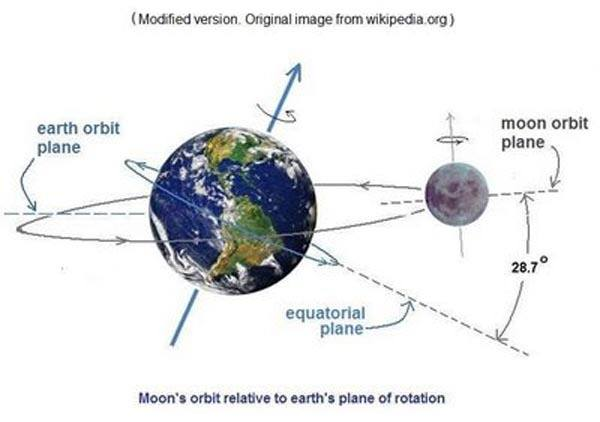 ( Modified version. Original image from wikipedia.org )
earth orbit
plane
moon orbit
plane
28.7°
equatorial
plane
Moon's orbit relative to earth's plane of rotation